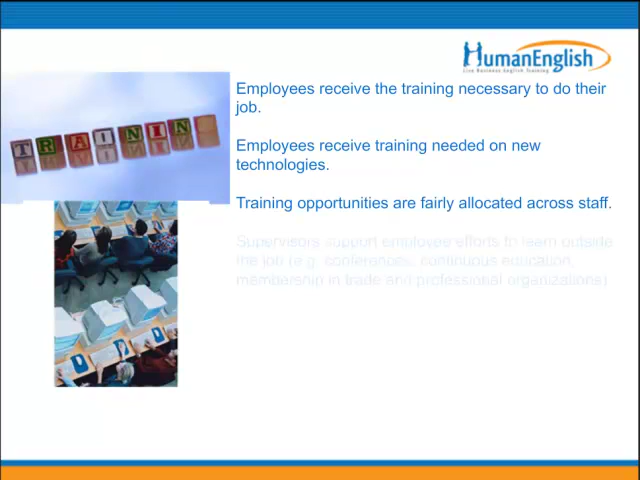 HumanEnglish
Live Business English Training
Employees receive the training necessary to do their
job.
Employees receive training needed on new
technologies.
Training opportunities are fairly allocated across staff.
Supervisors support employee efforts to learn outside
the job (e.g. conferences, continuous education,
membership in trade and professional organizations).
TRAININ